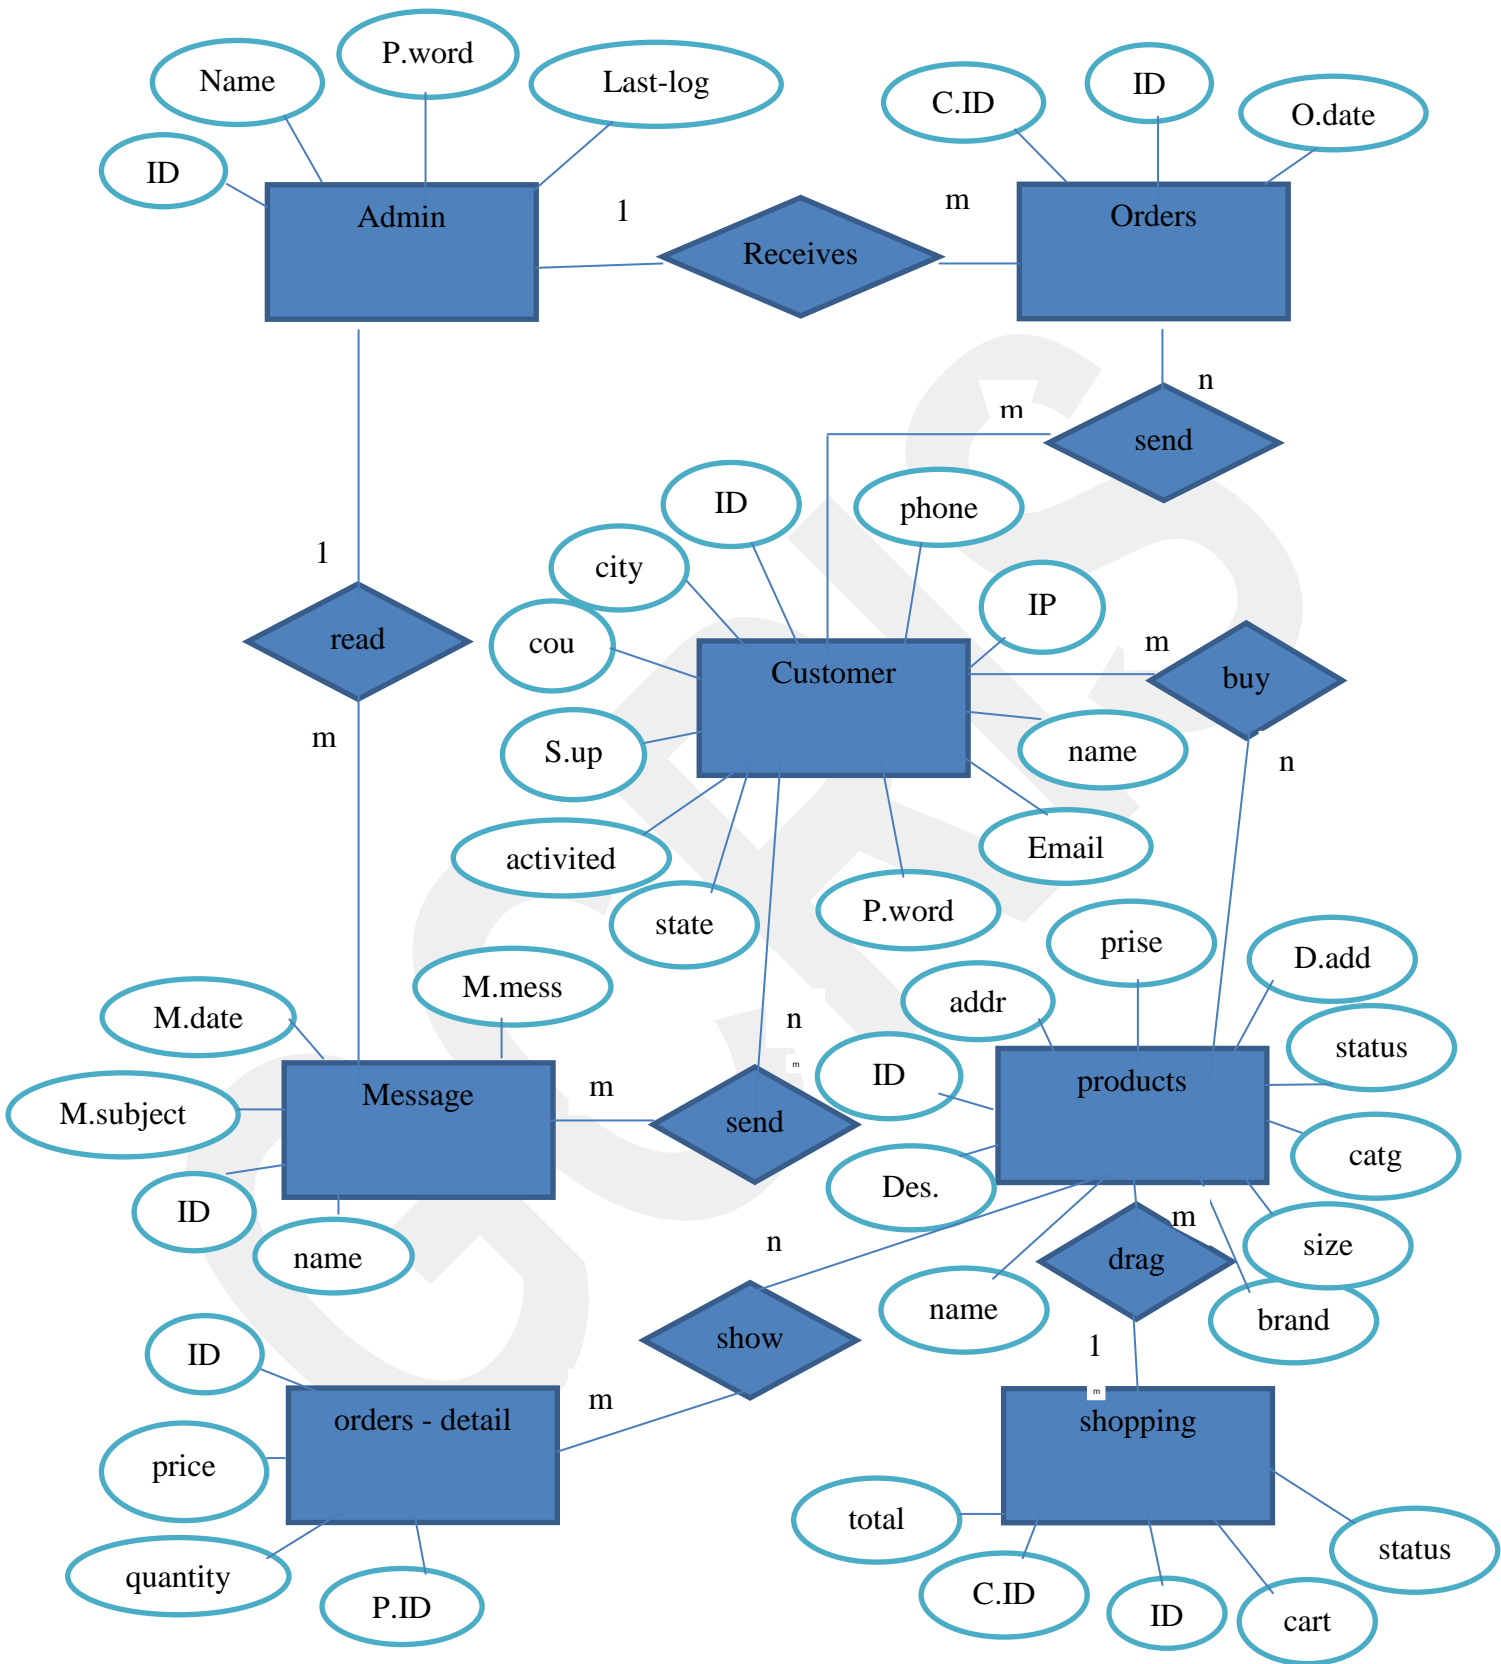 P.word
Name
Last-log
ID
C.ID
ID
O.date
Admin
1
Receives
m
Orders
n
m
send
ID
phone
city
IP
cou
1
read
Customer
m
buy
m
S.up
name
n
activited
Email
state
P.word
prise
D.add
M.mess
addr
M.date
n
status
m
ID
products
Message
m
M.subject
send
catg
Des.
ID
m
name
n
drag
size
name
brand
ID
show
1
m
m
orders - detail
shopping
price
total
status
quantity
C.ID
P.ID
ID
cart
GCRIS